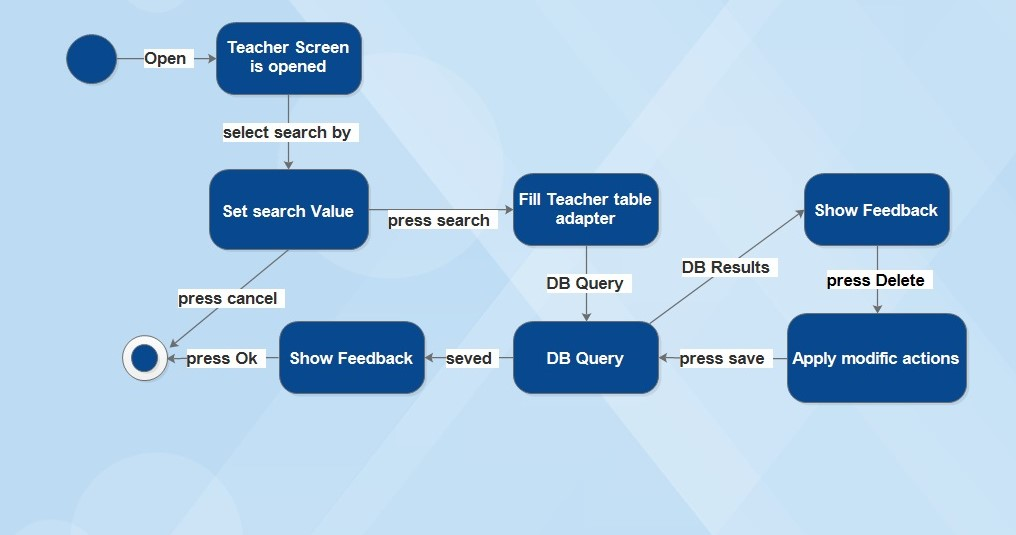 Open
Teacher Screen
is opened
select search by
Set search Value
press search
Fill Teacher table
adapter
Show Feedback
DB Query
DB Results
press Delete
press cancel
press Ok
Show Feedback
seved
DB Query
press save
Apply modific actions